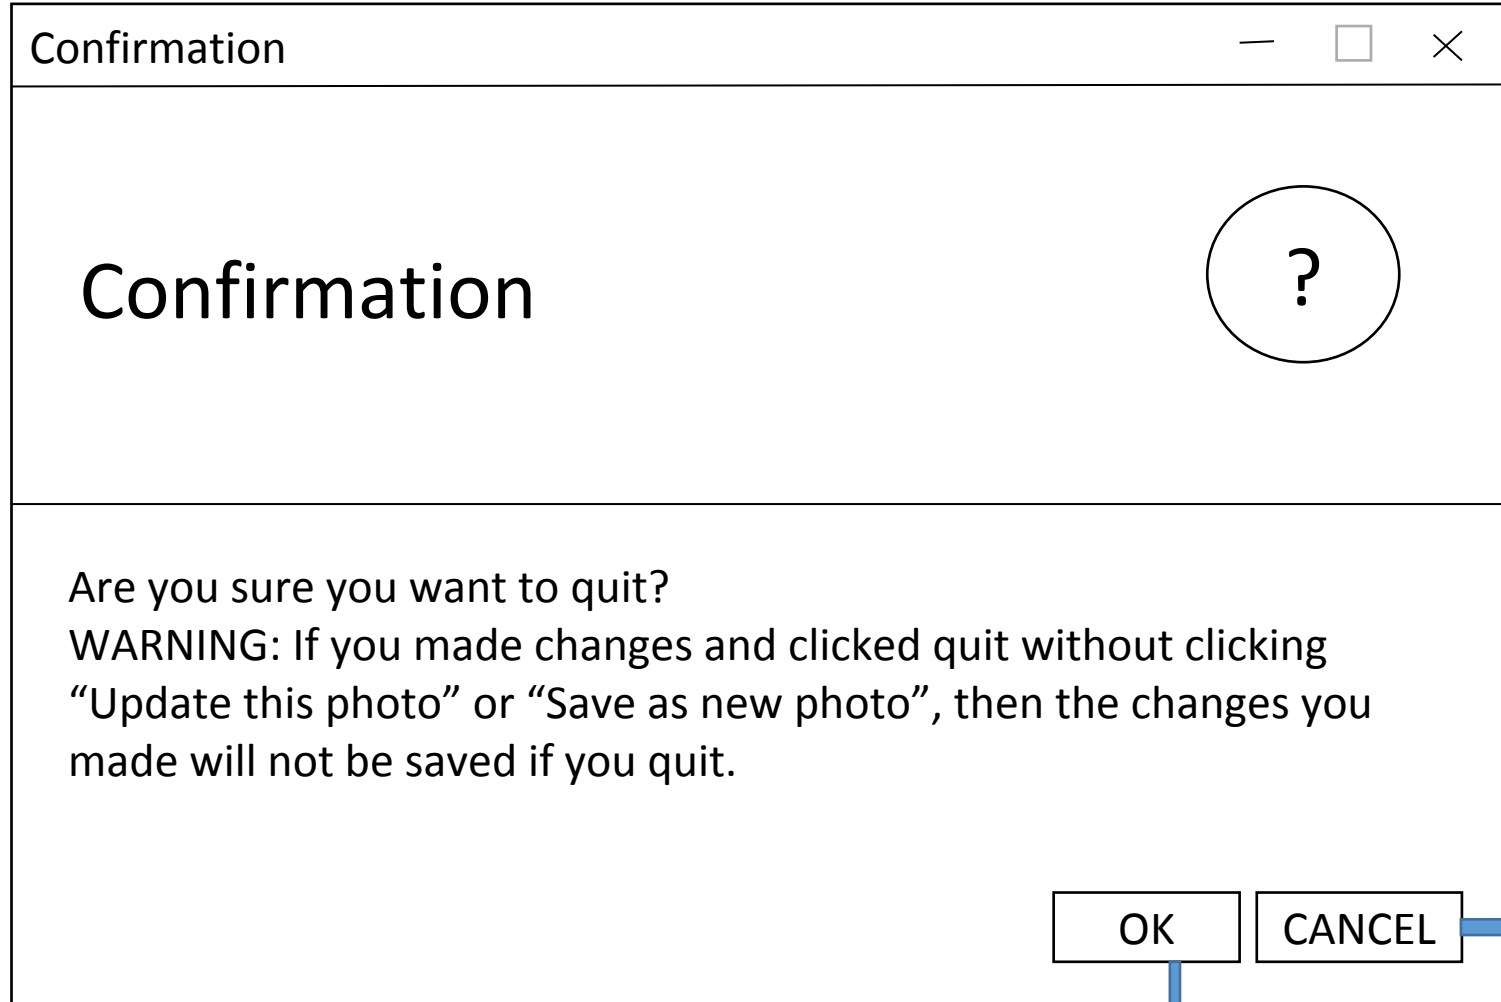 Confirmation
Confirmation
?
Are you sure you want to quit?
WARNING: If you made changes and clicked quit without clicking
“Update this photo” or “Save as new photo”, then the changes you
made will not be saved if you quit.
OK
CANCEL